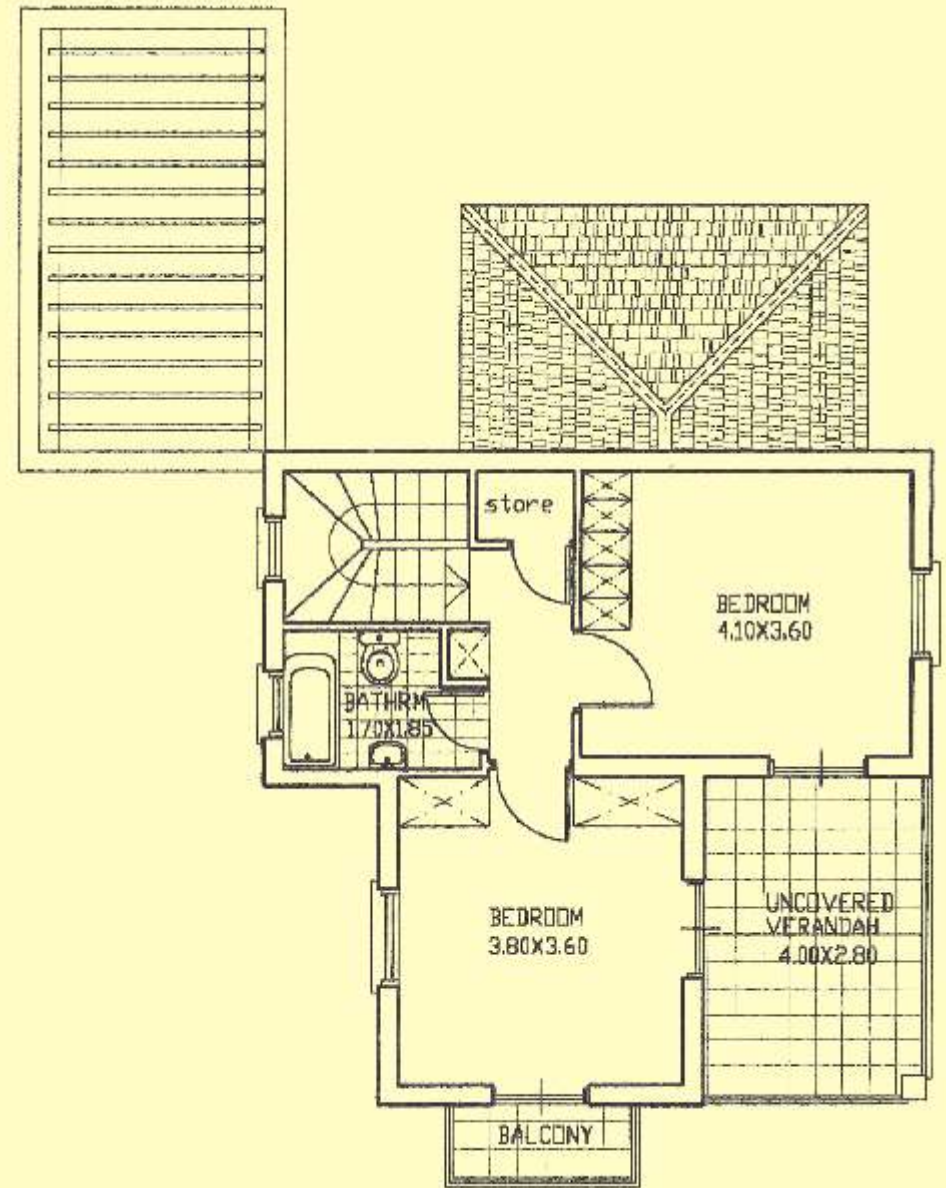 store
BEDROOM
4.10X3.60
BATHRM
1.70X1.85
BEDROOM
3.80X3.60
UNCOVERED
VERANDAH
4.00X2.80
BALCONY